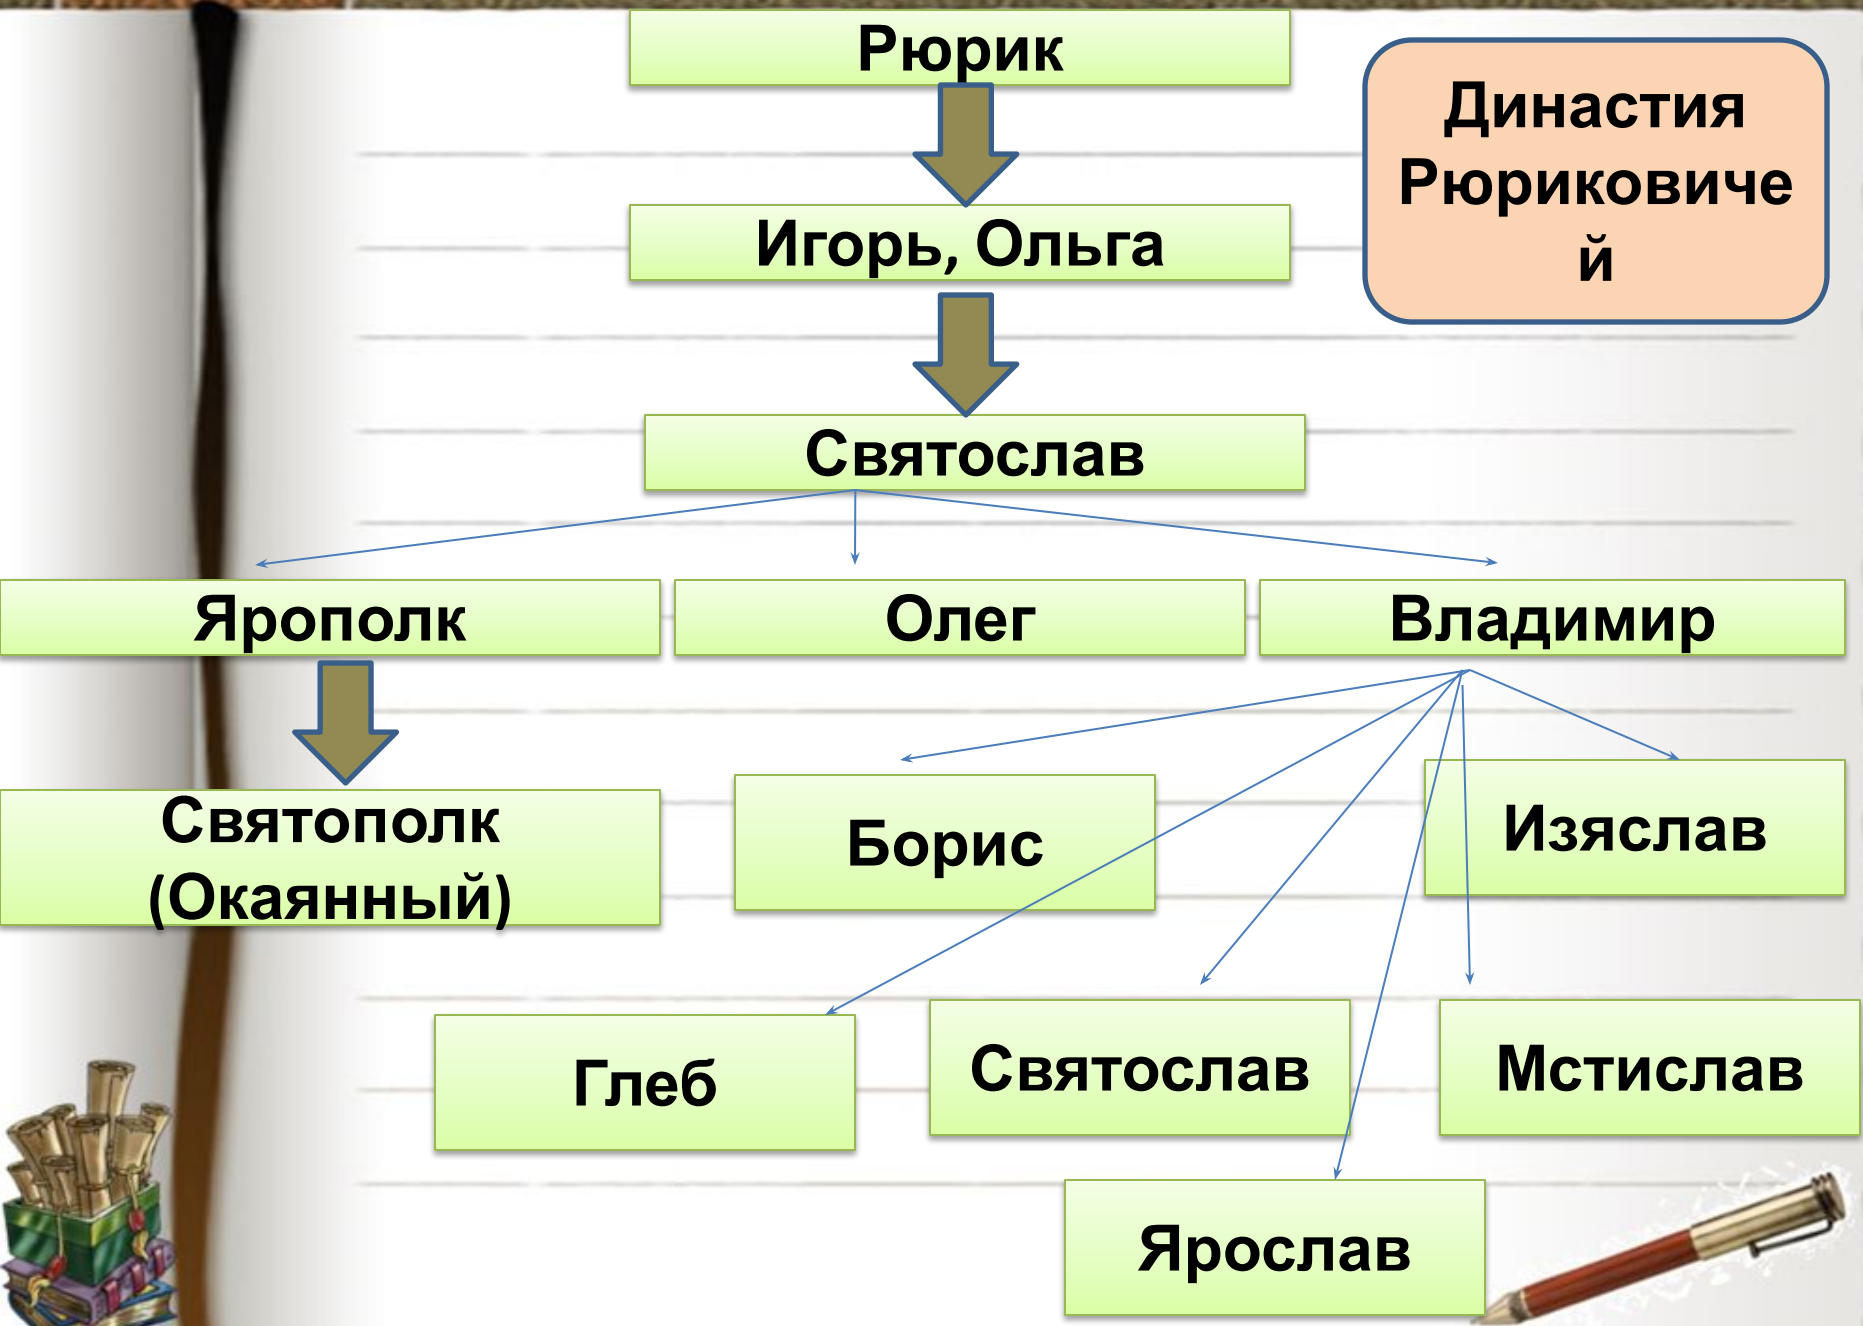 Рюрик
Династия
Рюриковиче
й
Игорь, Ольга
Святослав
Ярополк
Олег
Владимир
Святополк
(Окаянный)
Борис
Изяслав
Глеб
Святослав
Мстислав
Ярослав